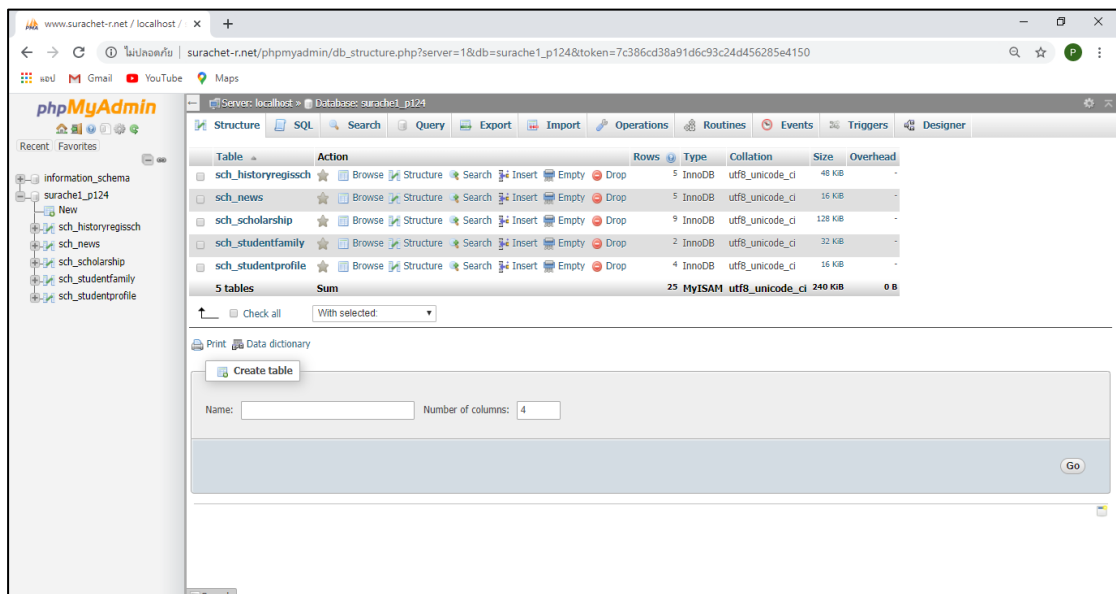 www.surachet-r.net / localhost /
ไม่ปลอดภัย | surachet-r.net/phpmyadmin/db_structure.php?server=1&db=surache1_p124&token=7c386cd38a91d6c93c24d456285e4150
P
แอป Gmail YouTube Maps
phpMyAdmin
Recent Favorites
information_schema
surache1_p124
New
sch_historyregissch
sch_news
sch_scholarship
sch_studentfamily
sch_studentprofile
Server: localhost » Database: surache1_p124
Structure SQL Search Query Export Import Operations Routines Events Triggers Designer
Table Action Rows Type Collation Size Overhead
sch_historyregissch Browse Structure Search Insert Empty Drop 5 InnoDB utf8_unicode_ci 48 KiB -
sch_news Browse Structure Search Insert Empty Drop 5 InnoDB utf8_unicode_ci 16 KiB -
sch_scholarship Browse Structure Search Insert Empty Drop 9 InnoDB utf8_unicode_ci 128 KiB -
sch_studentfamily Browse Structure Search Insert Empty Drop 2 InnoDB utf8_unicode_ci 32 KiB -
sch_studentprofile Browse Structure Search Insert Empty Drop 4 InnoDB utf8_unicode_ci 16 KiB -
5 tables Sum 25 MyISAM utf8_unicode_ci 240 KiB 0 B
Check all With selected:
Print Data dictionary
Create table
Name: Number of columns: 4
Go